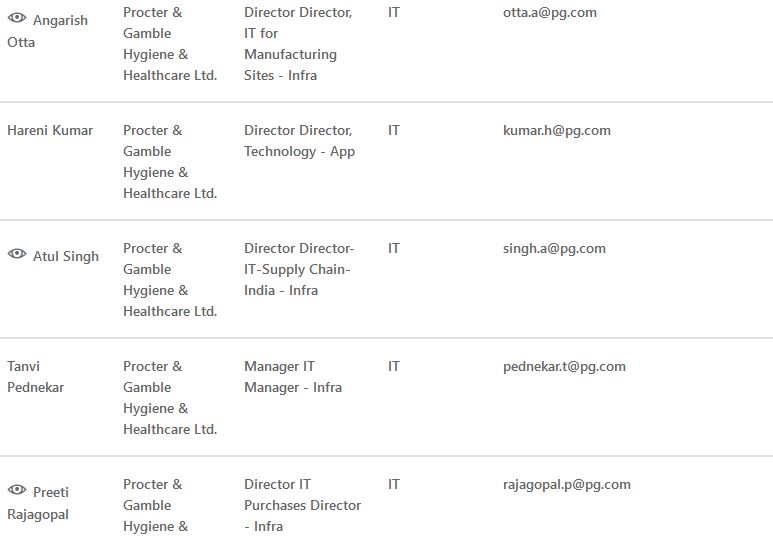 Angarish
Otta
Procter &
Gamble
Hygiene &
Healthcare Ltd.
Director Director,
IT for
Manufacturing
Sites - Infra
IT
otta.a@pg.com
Hareni Kumar
Procter &
Gamble
Hygiene &
Healthcare Ltd.
Director Director,
Technology - App
IT
kumar.h@pg.com
Atul Singh
Procter &
Gamble
Hygiene &
Healthcare Ltd.
Director Director-
IT-Supply Chain-
India - Infra
IT
singh.a@pg.com
Tanvi
Pednekar
Procter &
Gamble
Hygiene &
Healthcare Ltd.
Manager IT
Manager - Infra
IT
pednekar.t@pg.com
Preeti
Rajagopal
Procter &
Gamble
Hygiene &
Director IT
Purchases Director
- Infra
IT
rajagopal.p@pg.com